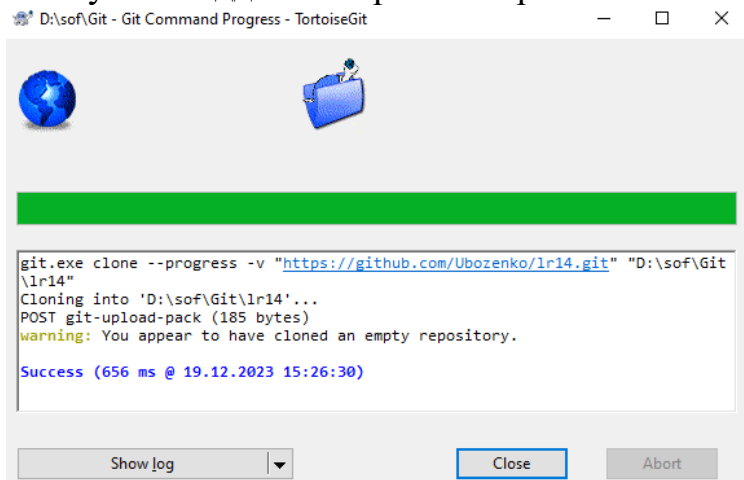 D:\sof\Git - Git Command Progress - TortoiseGit
git.exe clone --progress -v "https://github.com/Ubozenko/lr14.git" "D:\sof\Git
\lr14"
Cloning into 'D:\sof\Git\lr14'...
POST git-upload-pack (185 bytes)
warning: You appear to have cloned an empty repository.
Success (656 ms @ 19.12.2023 15:26:30)
Show log
Close
Abort